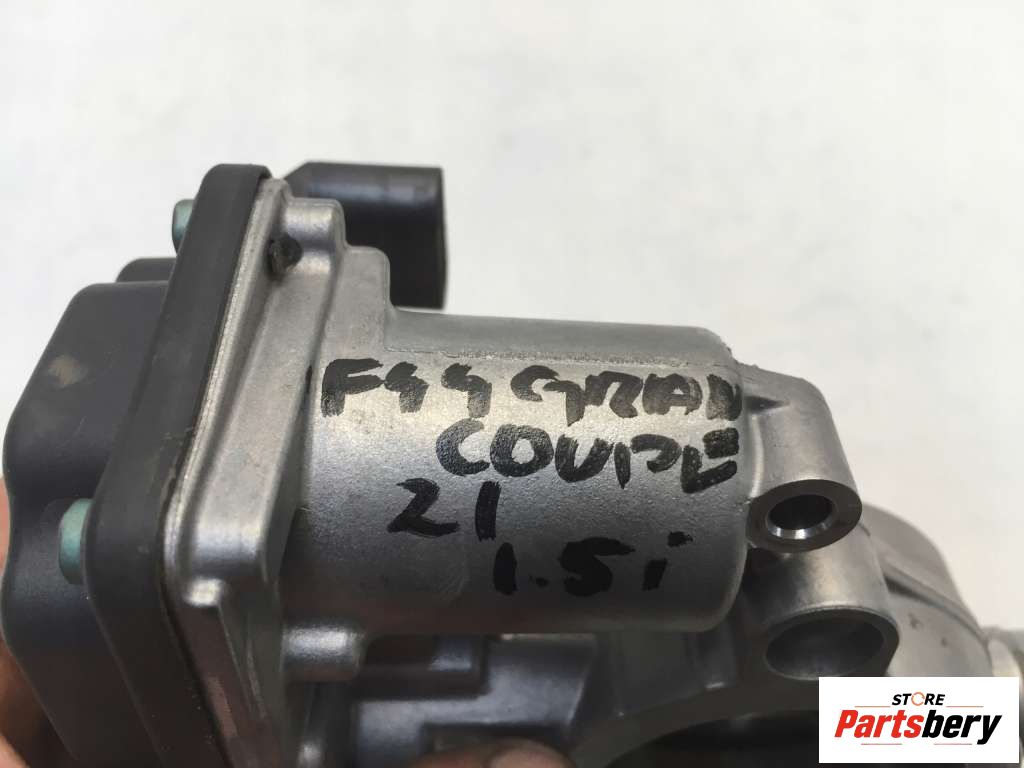 F44 GRAN
COUPE
21
1.5i
STORE
Partsbery